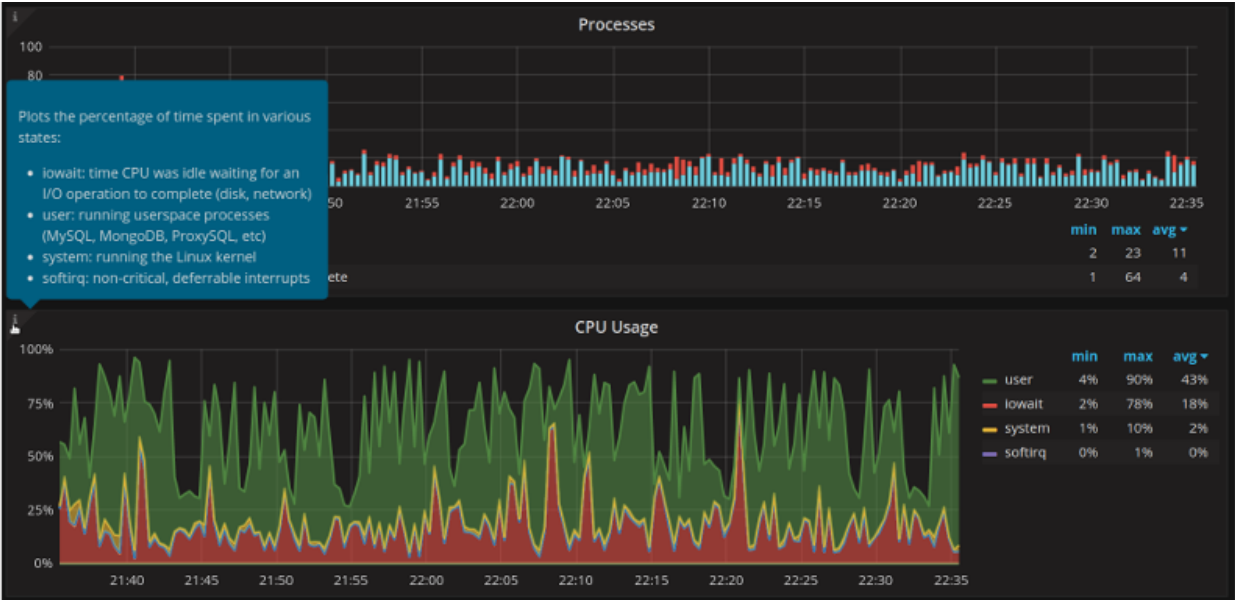 Processes
100
80
Plots the percentage of time spent in various
states:
• iowait: time CPU was idle waiting for an
I/O operation to complete (disk, network)
• user: running userspace processes
(MySQL, MongoDB, ProxySQL, etc)
• system: running the Linux kernel
• softirq: non-critical, deferrable interrupts
50 21:55 22:00 22:05 22:10 22:15 22:20 22:25 22:30 22:35
min max avg
2 23 11
ete 1 64 4
CPU Usage
100%
75%
50%
25%
0%
21:40 21:45 21:50 21:55 22:00 22:05 22:10 22:15 22:20 22:25 22:30 22:35
min max avg
user 4% 90% 43%
iowait 2% 78% 18%
system 1% 10% 2%
softirq 0% 1% 0%